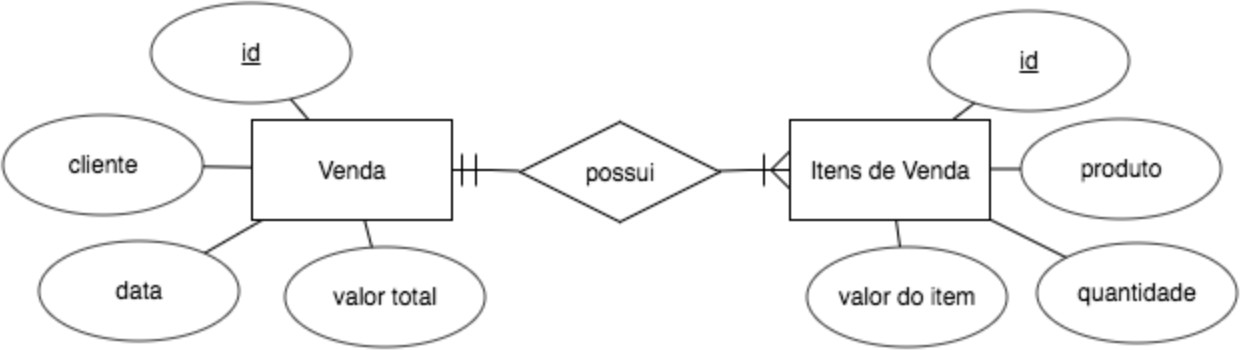 id
id
cliente
Venda
possui
Itens de Venda
produto
data
valor total
valor do item
quantidade